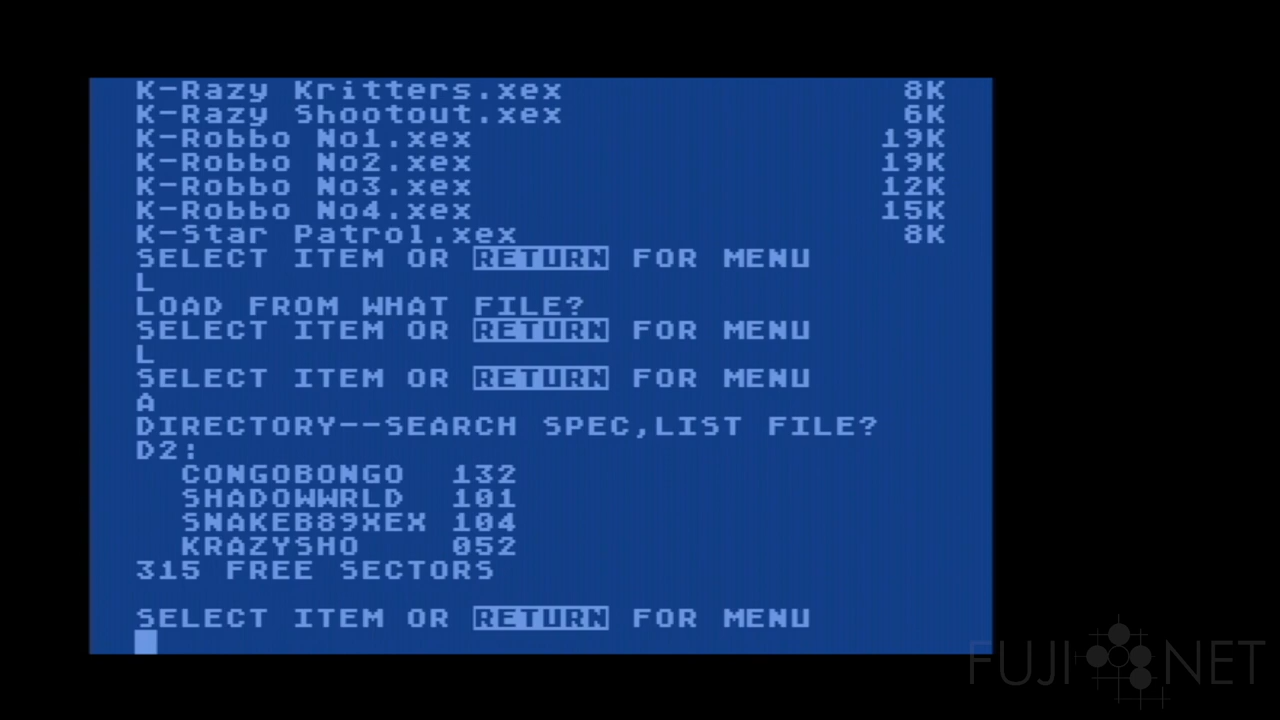 K-Razy Kritters.xex 8K
K-Razy Shootout.xex 6K
K-Robbo No1.xex 19K
K-Robbo No2.xex 19K
K-Robbo No3.xex 12K
K-Robbo No4.xex 15K
K-Star Patrol.xex 8K
SELECT ITEM OR RETURN FOR MENU
L
LOAD FROM WHAT FILE?
SELECT ITEM OR RETURN FOR MENU
L
SELECT ITEM OR RETURN FOR MENU
A
DIRECTORY--SEARCH SPEC,LIST FILE?
D2:
CONGOBONGO 132
SHADOWWRLD 101
SNAKEB89XEX 104
KRAZYSHO 052
315 FREE SECTORS
SELECT ITEM OR RETURN FOR MENU
FUJINET